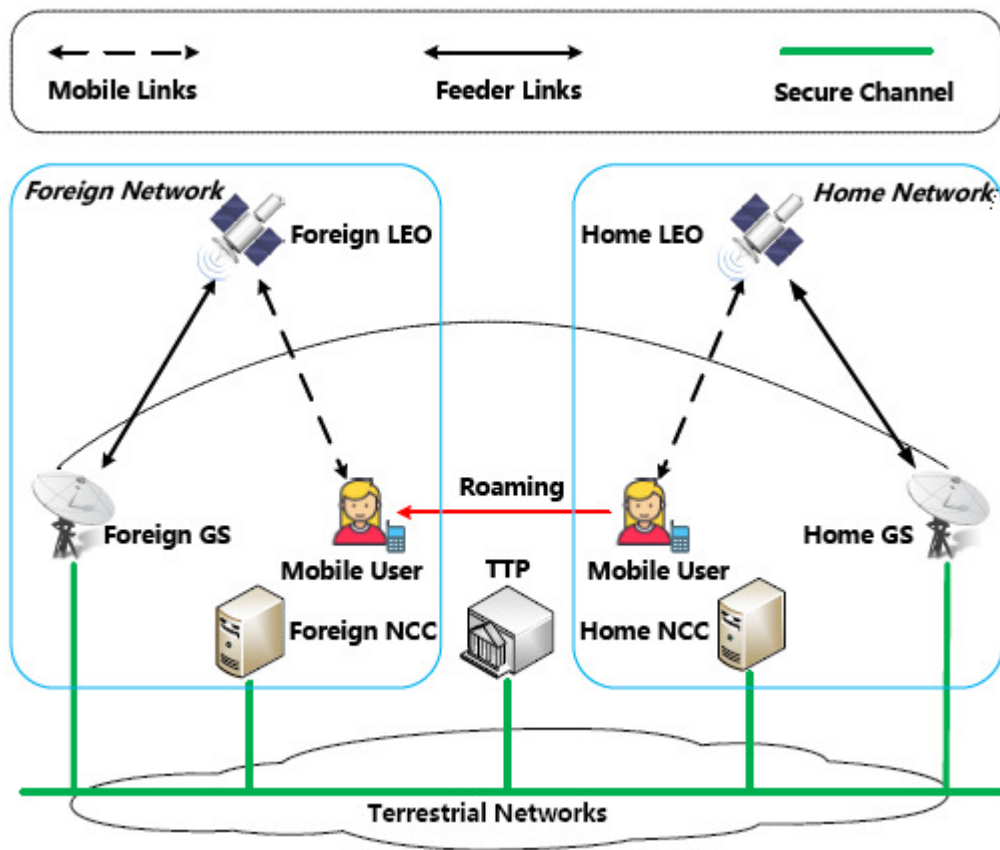 Mobile Links
Feeder Links
Secure Channel
Foreign Network
Home Network
Foreign LEO
Home LEO
Roaming
Foreign GS
Home GS
Mobile User
TTP
Mobile User
Foreign NCC
Home NCC
Terrestrial Networks